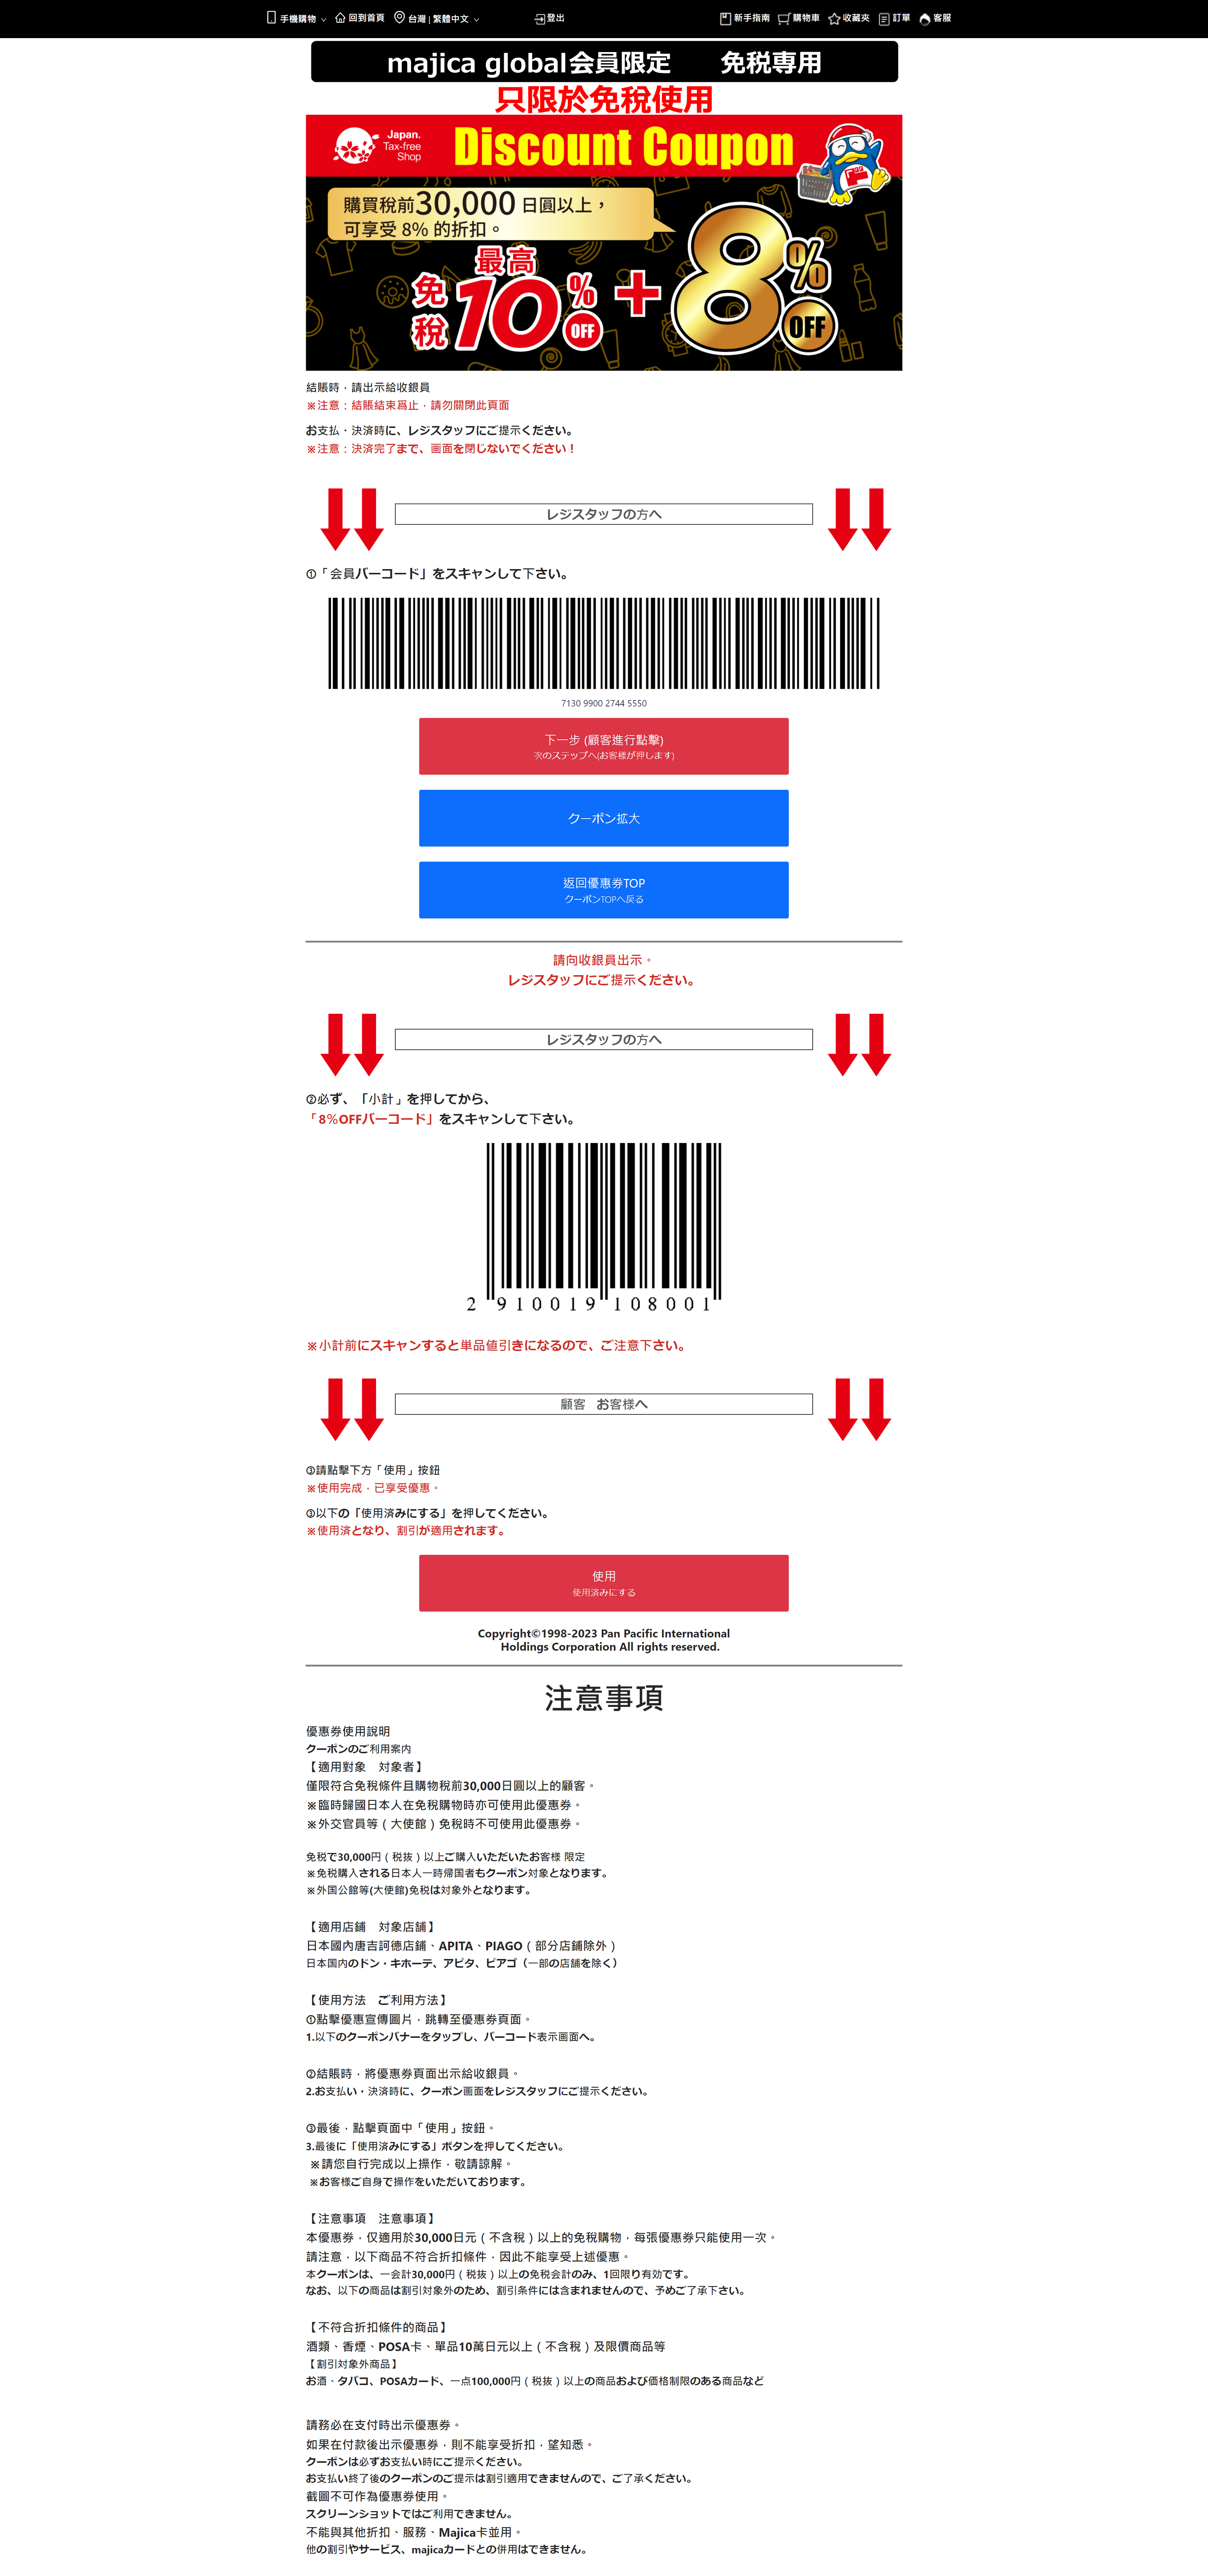 手機購物 回到首頁 台灣 | 繁體中文 登出 新手指南 購物車 收藏夾 訂單 客服
majica global会員限定 免税専用
只限於免稅使用
Japan. Tax-free Shop
Discount Coupon
購買稅前30,000 日圓以上，
可享受 8% 的折扣。
免稅 最高10%OFF + 8%OFF
結賬時，請出示給收銀員
※注意：結賬結束爲止，請勿關閉此頁面
お支払・決済時に、レジスタッフにご提示ください。
※注意：決済完了まで、画面を閉じないでください！
レジスタッフの方へ
①「会員バーコード」をスキャンして下さい。
7130 9900 2744 5550
下一步 (顧客進行點擊)
次のステップへ(お客様が押します)
クーポン拡大
返回優惠券TOP
クーポンTOPへ戻る
請向收銀員出示。
レジスタッフにご提示ください。
レジスタッフの方へ
②必ず、「小計」を押してから、
「8%OFFバーコード」をスキャンして下さい。
2 910019 108001
※小計前にスキャンすると単品値引きになるので、ご注意下さい。
顧客 お客様へ
③請點擊下方「使用」按鈕
※使用完成，已享受優惠。
③以下の「使用済みにする」を押してください。
※使用済となり、割引が適用されます。
使用
使用済みにする
Copyright©1998-2023 Pan Pacific International
Holdings Corporation All rights reserved.
注意事項
優惠券使用說明
クーポンのご利用案内
【適用對象　対象者】
僅限符合免稅條件且購物稅前30,000日圓以上的顧客。
※臨時歸國日本人在免稅購物時亦可使用此優惠券。
※外交官員等（大使館）免稅時不可使用此優惠券。
免税で30,000円（税抜）以上ご購入いただいたお客様 限定
※免税購入される日本人一時帰国者もクーポン対象となります。
※外国公館等(大使館)免税は対象外となります。
【適用店鋪　対象店舗】
日本國內唐吉訶德店鋪、APITA、PIAGO（部分店鋪除外）
日本国内のドン・キホーテ、アピタ、ピアゴ（一部の店舗を除く）
【使用方法　ご利用方法】
①點擊優惠宣傳圖片，跳轉至優惠券頁面。
1.以下のクーポンバナーをタップし、バーコード表示画面へ。
②結賬時，將優惠券頁面出示給收銀員。
2.お支払い・決済時に、クーポン画面をレジスタッフにご提示ください。
③最後，點擊頁面中「使用」按鈕。
3.最後に「使用済みにする」ボタンを押してください。
※請您自行完成以上操作，敬請諒解。
※お客様ご自身で操作をいただいております。
【注意事項　注意事項】
本優惠券，仅適用於30,000日元（不含稅）以上的免稅購物，每張優惠券只能使用一次。
請注意，以下商品不符合折扣條件，因此不能享受上述優惠。
本クーポンは、一会計30,000円（税抜）以上の免税会計のみ、1回限り有効です。
なお、以下の商品は割引対象外のため、割引条件には含まれませんので、予めご了承下さい。
【不符合折扣條件的商品】
酒類、香煙、POSA卡、單品10萬日元以上（不含稅）及限價商品等
【割引対象外商品】
お酒、タバコ、POSAカード、一点100,000円（税抜）以上の商品および価格制限のある商品など
請務必在支付時出示優惠券。
如果在付款後出示優惠券，則不能享受折扣，望知悉。
クーポンは必ずお支払い時にご提示ください。
お支払い終了後のクーポンのご提示は割引適用できませんので、ご了承ください。
截圖不可作為優惠券使用。
スクリーンショットではご利用できません。
不能與其他折扣、服務、Majica卡並用。
他の割引やサービス、majicaカードとの併用はできません。